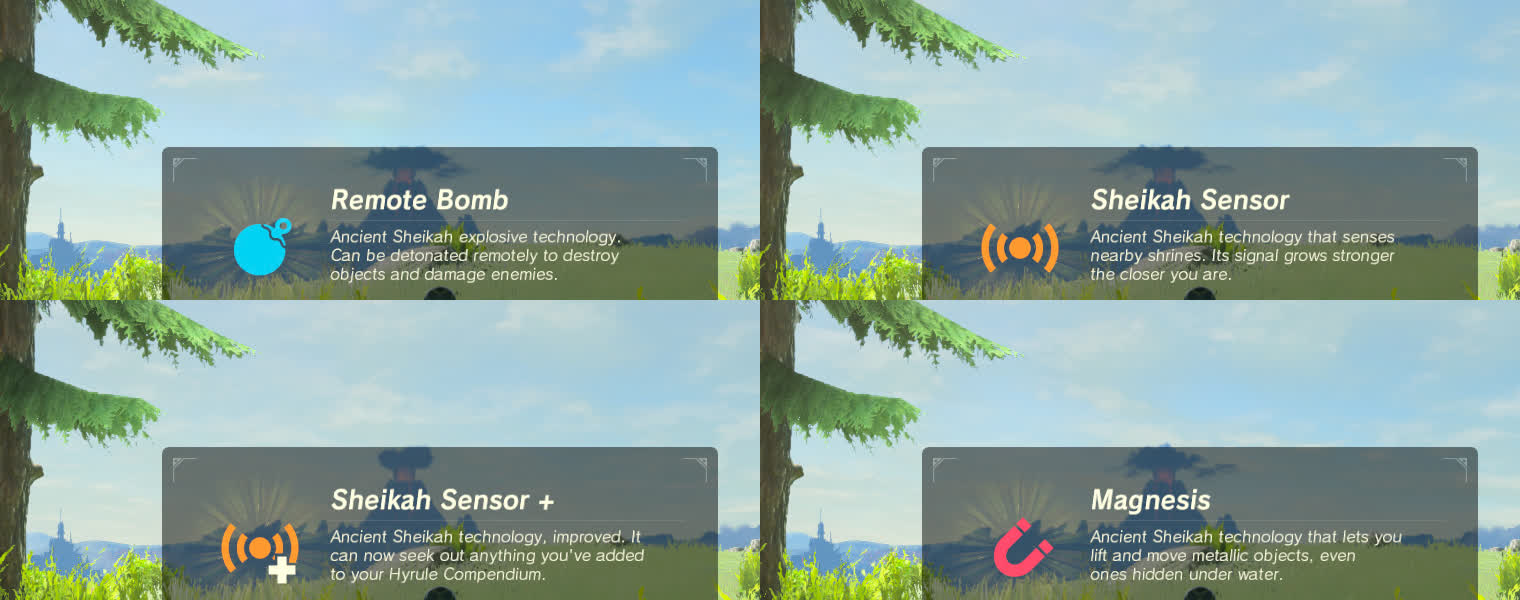 Remote Bomb
Ancient Sheikah explosive technology.
Can be detonated remotely to destroy
objects and damage enemies.
Sheikah Sensor
Ancient Sheikah technology that senses
nearby shrines. Its signal grows stronger
the closer you are.
Sheikah Sensor +
Ancient Sheikah technology, improved. It
can now seek out anything you've added
to your Hyrule Compendium.
Magnesis
Ancient Sheikah technology that lets you
lift and move metallic objects, even
ones hidden under water.